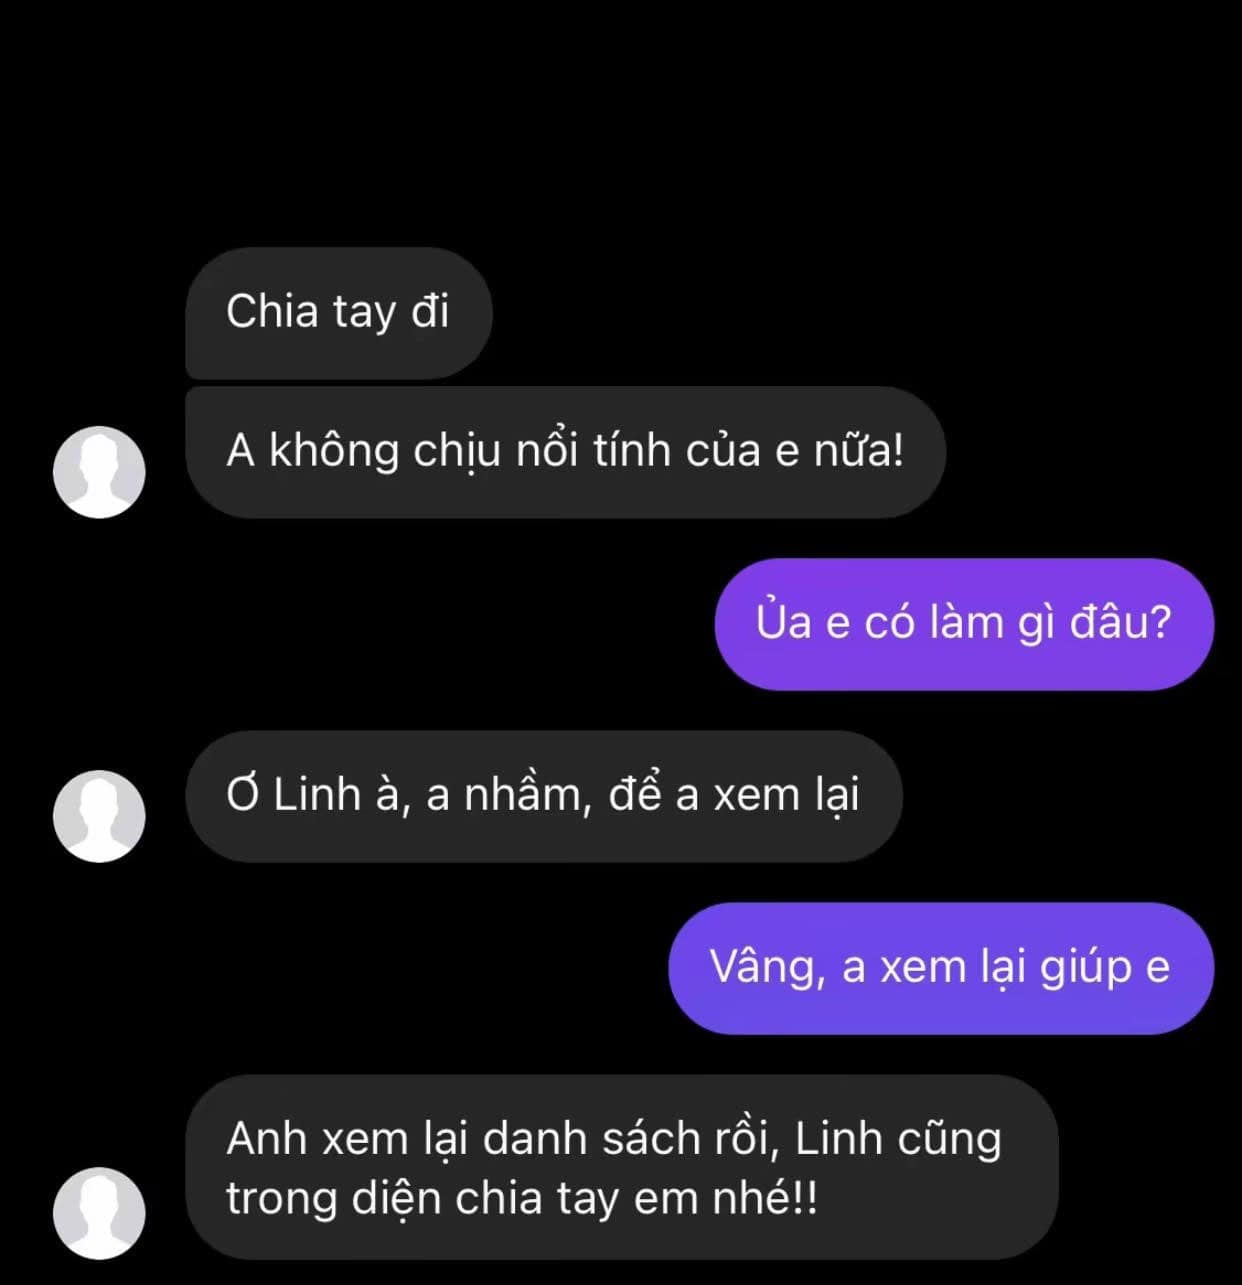 Chia tay đi
A không chịu nổi tính của e nữa!
Ủa e có làm gì đâu?
Ơ Linh à, a nhầm, để a xem lại
Vâng, a xem lại giúp e
Anh xem lại danh sách rồi, Linh cũng
trong diện chia tay em nhé!!